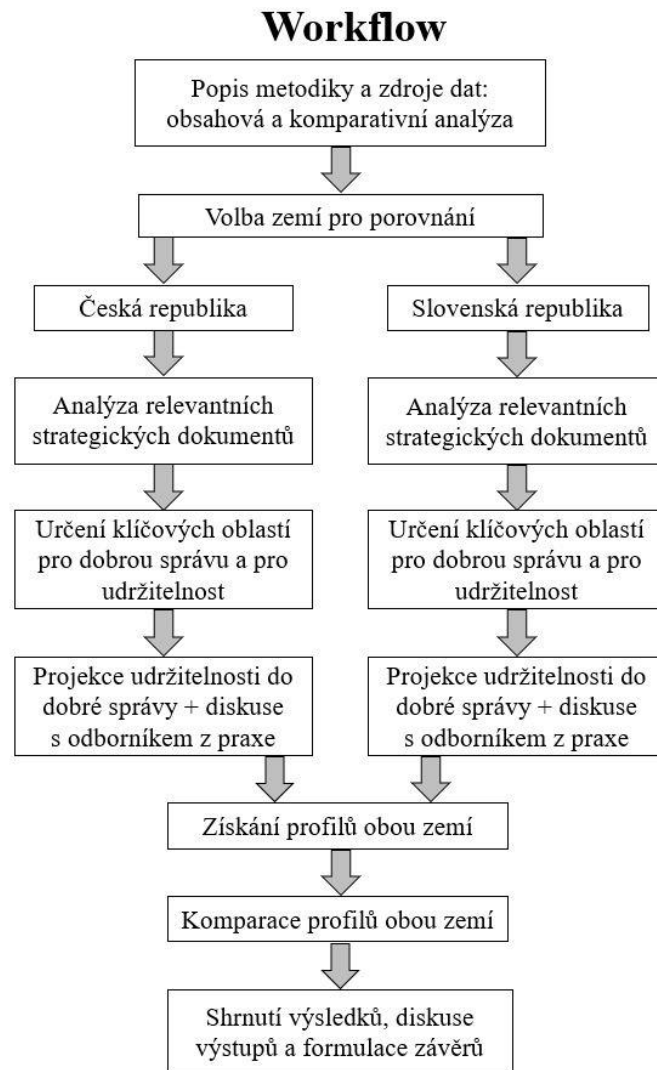 Workflow
Popis metodiky a zdroje dat:
obsahová a komparativní analýza
Volba zemí pro porovnání
Česká republika
Slovenská republika
Analýza relevantních
strategických dokumentů
Analýza relevantních
strategických dokumentů
Určení klíčových oblastí
pro dobrou správu a pro
udržitelnost
Určení klíčových oblastí
pro dobrou správu a pro
udržitelnost
Projekce udržitelnosti do
dobré správy + diskuse
s odborníkem z praxe
Projekce udržitelnosti do
dobré správy + diskuse
s odborníkem z praxe
Získání profilů obou zemí
Komparace profilů obou zemí
Shrnutí výsledků, diskuse
výstupů a formulace závěrů